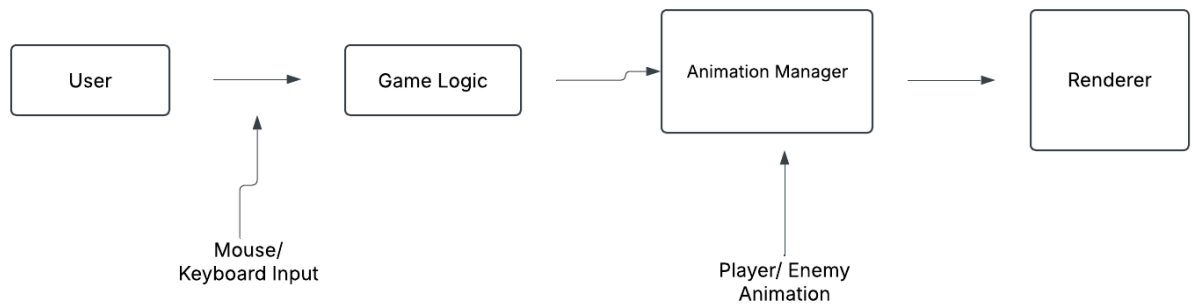 User
Game Logic
Animation Manager
Renderer
Mouse/
Keyboard Input
Player/ Enemy
Animation